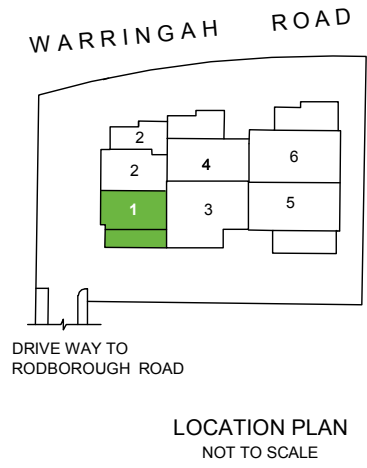 WARRINGAH ROAD
2
2
4
6
1
3
5
DRIVE WAY TO
RODBOROUGH ROAD
LOCATION PLAN
NOT TO SCALE